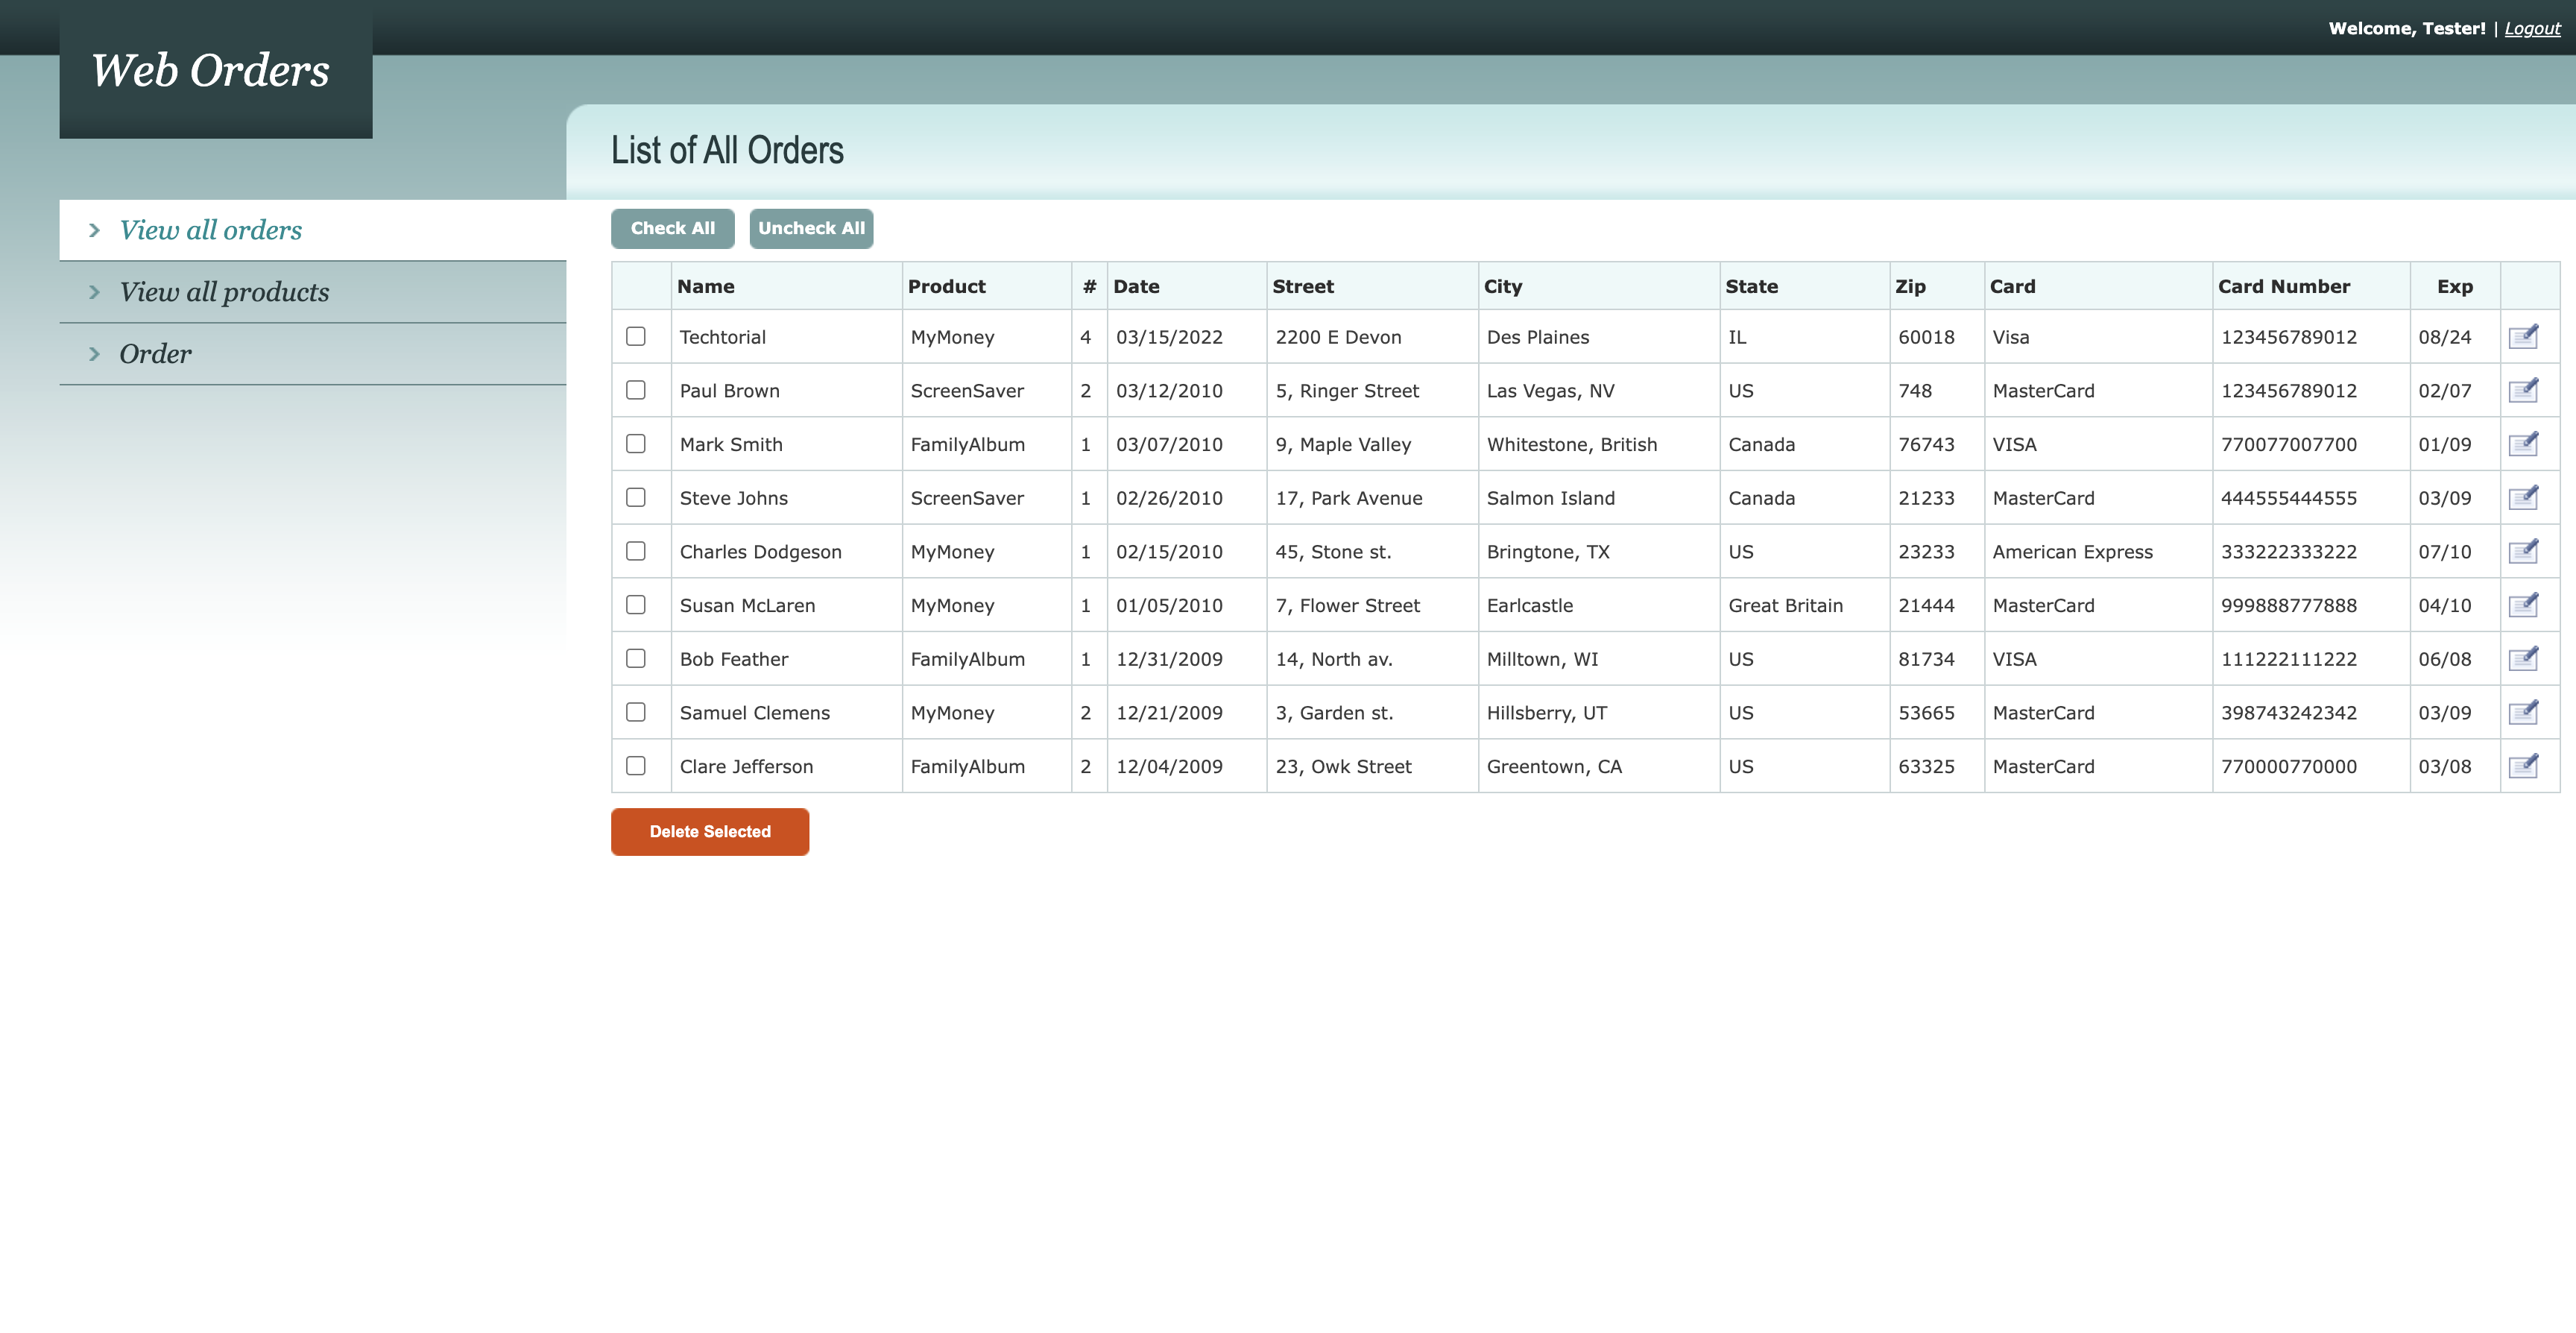 Welcome, Tester! | Logout
Web Orders
List of All Orders
View all orders
View all products
Order
Check All Uncheck All
Name Product # Date Street City State Zip Card Card Number Exp
Techtorial MyMoney 4 03/15/2022 2200 E Devon Des Plaines IL 60018 Visa 123456789012 08/24
Paul Brown ScreenSaver 2 03/12/2010 5, Ringer Street Las Vegas, NV US 748 MasterCard 123456789012 02/07
Mark Smith FamilyAlbum 1 03/07/2010 9, Maple Valley Whitestone, British Canada 76743 VISA 770077007700 01/09
Steve Johns ScreenSaver 1 02/26/2010 17, Park Avenue Salmon Island Canada 21233 MasterCard 444555444555 03/09
Charles Dodgeson MyMoney 1 02/15/2010 45, Stone st. Bringtone, TX US 23233 American Express 333222333222 07/10
Susan McLaren MyMoney 1 01/05/2010 7, Flower Street Earlcastle Great Britain 21444 MasterCard 999888777888 04/10
Bob Feather FamilyAlbum 1 12/31/2009 14, North av. Milltown, WI US 81734 VISA 111222111222 06/08
Samuel Clemens MyMoney 2 12/21/2009 3, Garden st. Hillsberry, UT US 53665 MasterCard 398743242342 03/09
Clare Jefferson FamilyAlbum 2 12/04/2009 23, Owk Street Greentown, CA US 63325 MasterCard 770000770000 03/08
Delete Selected